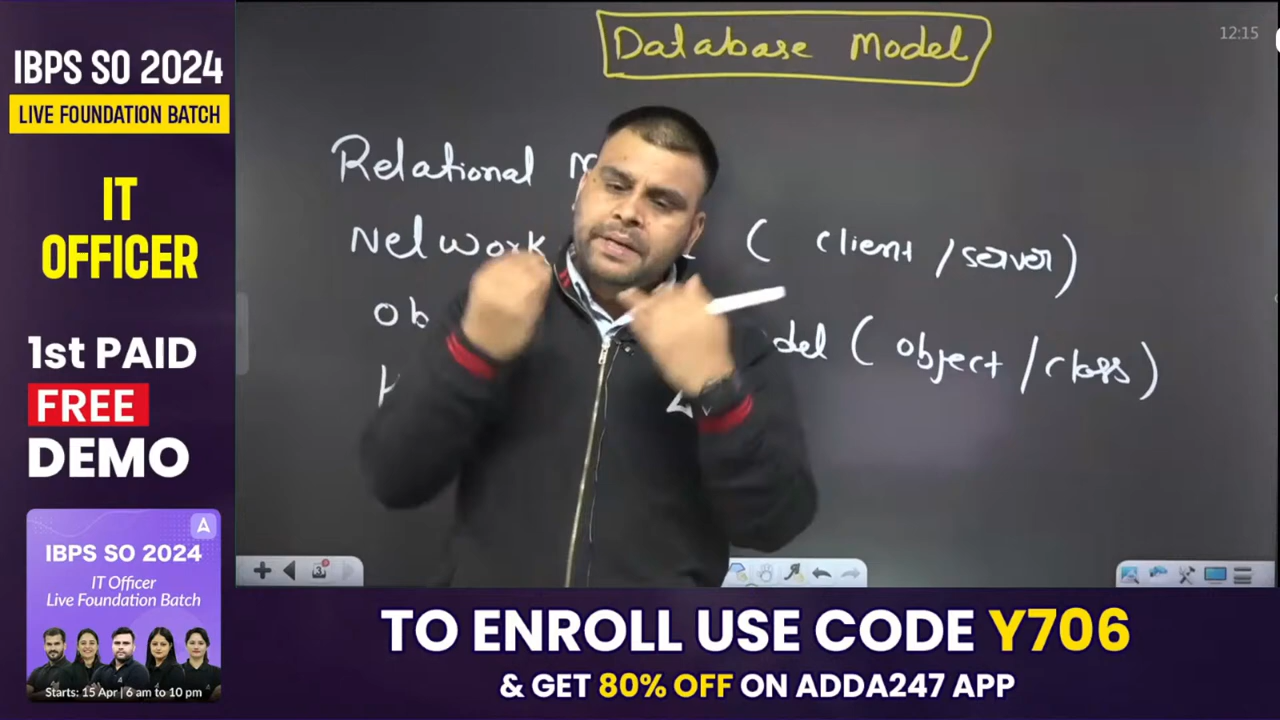 IBPS SO 2024
LIVE FOUNDATION BATCH
IT
OFFICER
1st PAID
FREE
DEMO
IBPS SO 2024
IT Officer
Live Foundation Batch
Starts: 15 Apr | 6 am to 10 pm
12:15
Database Model
Relational
Network ( client / server )
Ob del ( object / class )
3
TO ENROLL USE CODE Y706
& GET 80% OFF ON ADDA247 APP